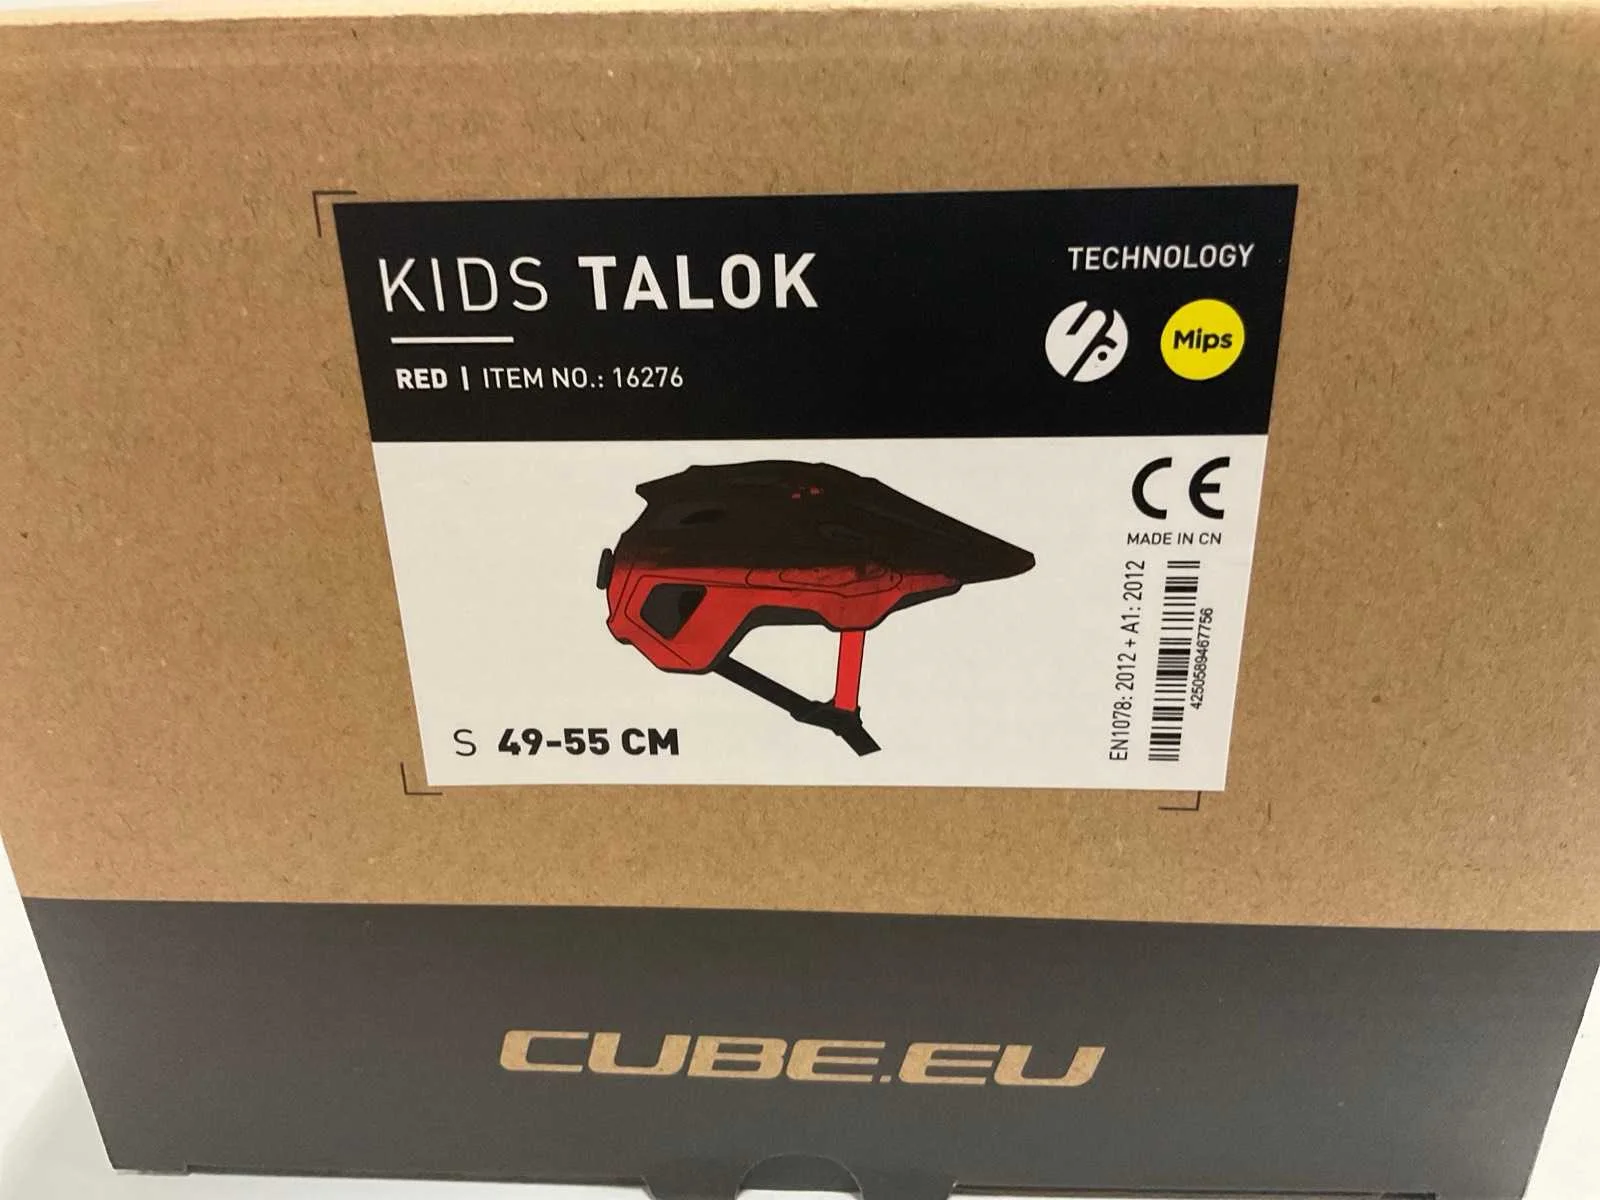 KIDS TALOK
RED | ITEM NO.: 16276
TECHNOLOGY
Mips
CE
MADE IN CN
EN1078: 2012 + A1: 2012
4250589467756
S 49-55 CM
CUBE.EU